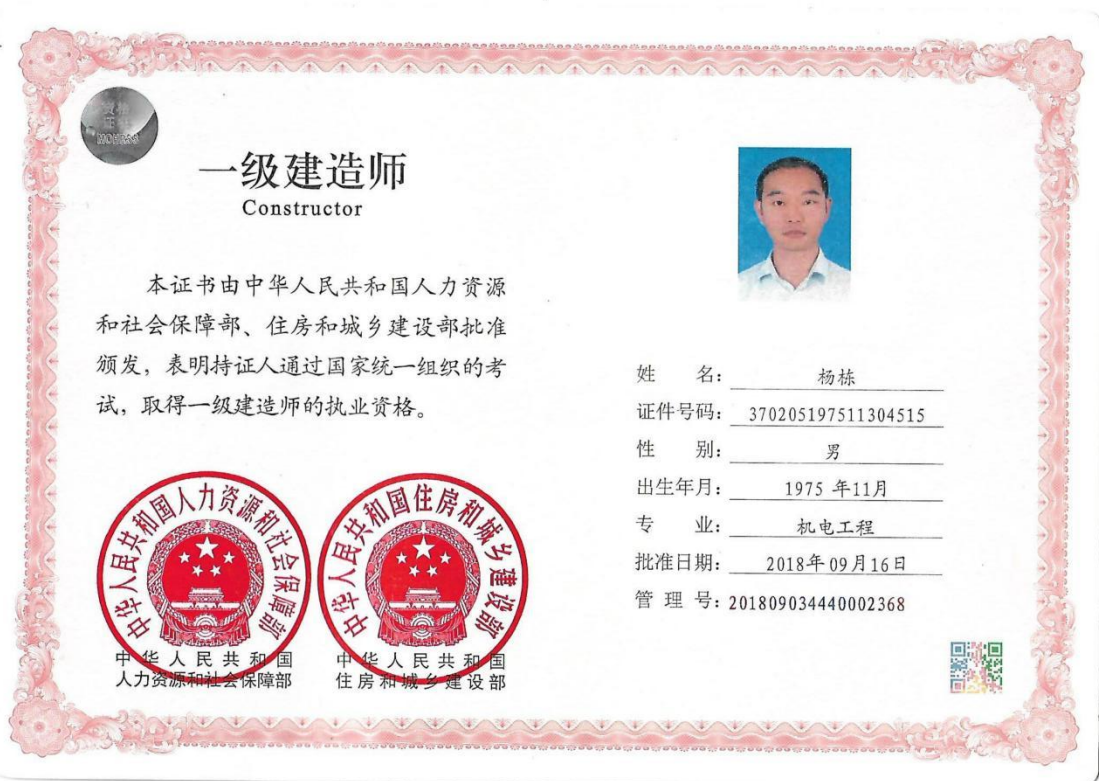 资格
证书
MOHRSS
一级建造师
Constructor
本证书由中华人民共和国人力资源
和社会保障部、住房和城乡建设部批准
颁发，表明持证人通过国家统一组织的考
试，取得一级建造师的执业资格。
中华人民共和国人力资源和社会保障部
中华人民共和国
人力资源和社会保障部
中华人民共和国住房和城乡建设部
中华人民共和国
住房和城乡建设部
姓 名：杨栋
证件号码：370205197511304515
性 别：男
出生年月：1975 年11月
专 业：机电工程
批准日期：2018年09月16日
管 理 号：201809034440002368